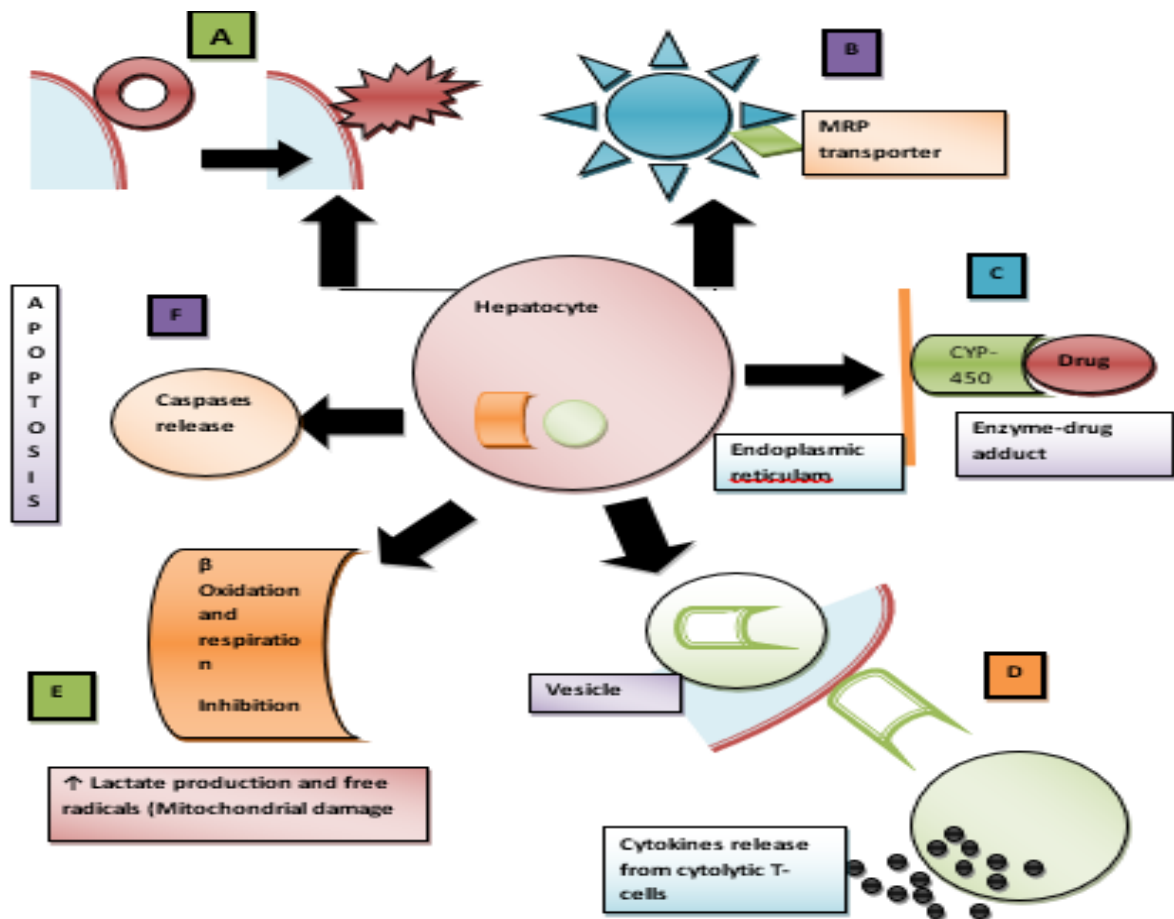 A
B
MRP
transporter
C
CYP-
450
Drug
Enzyme-drug
adduct
Hepatocyte
Endoplasmic
reticulam
F
Caspases
release
A
P
O
P
T
O
S
I
S
β
Oxidation
and
respiratio
n
Inhibition
E
↑ Lactate production and free
radicals (Mitochondrial damage
Vesicle
D
Cytokines release
from cytolytic T-
cells